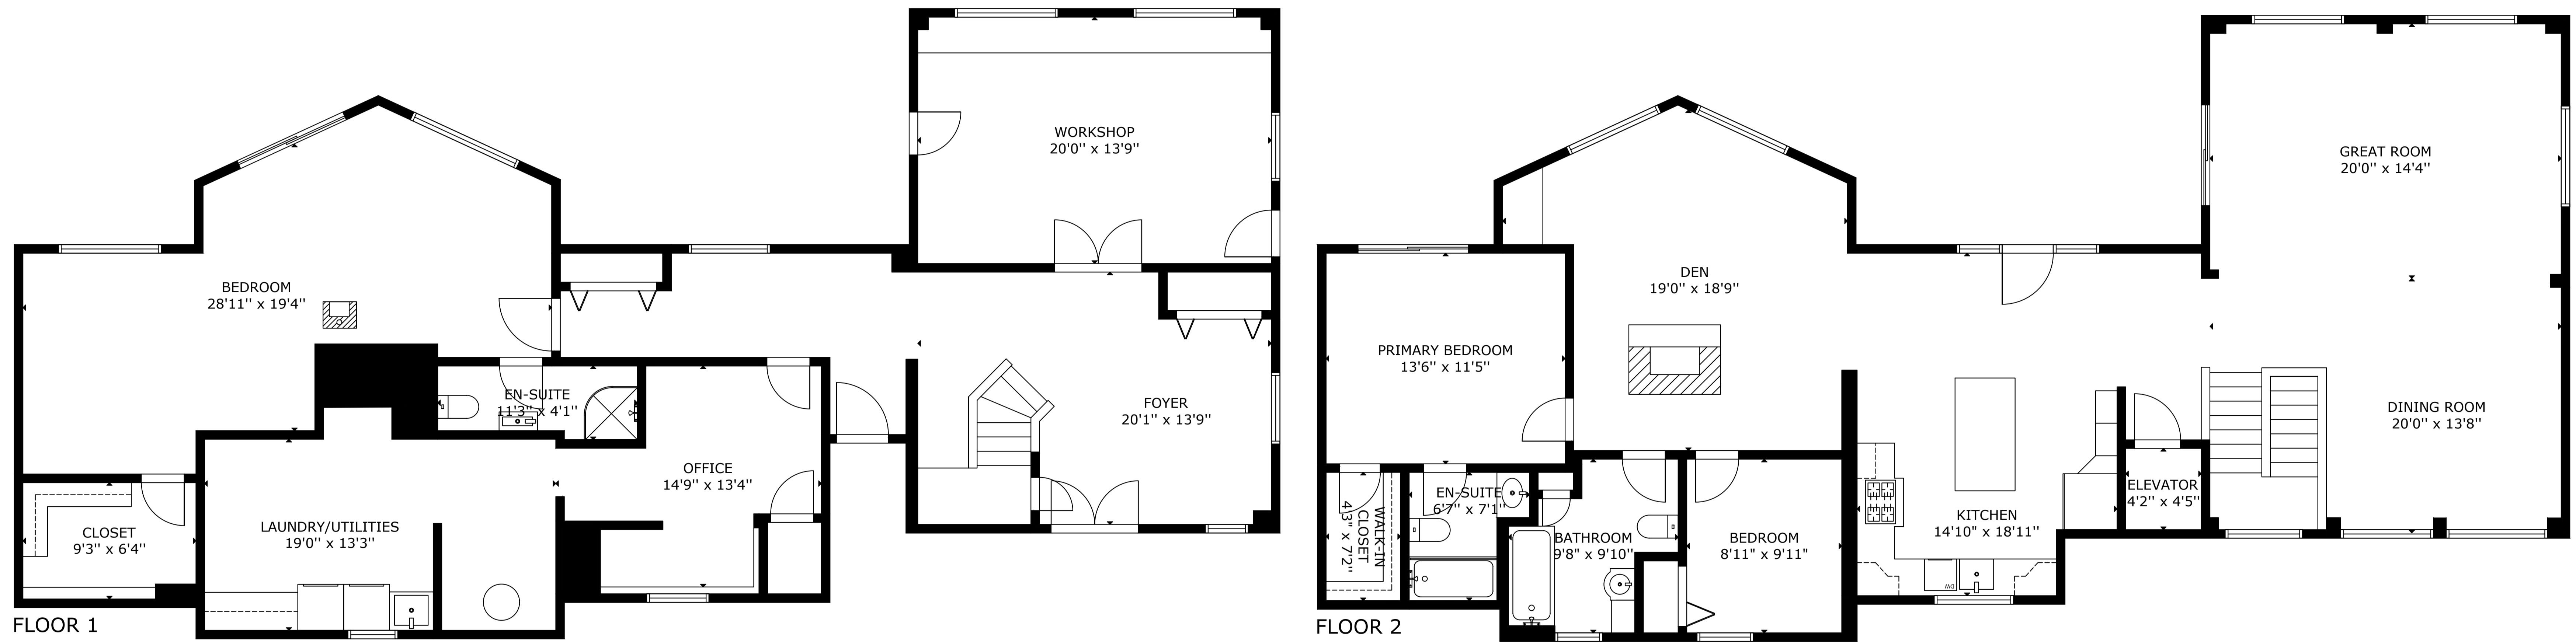 WORKSHOP
20'0" x 13'9"
BEDROOM
28'11" x 19'4"
EN-SUITE
11'3" x 4'1"
FOYER
20'1" x 13'9"
OFFICE
14'9" x 13'4"
CLOSET
9'3" x 6'4"
LAUNDRY/UTILITIES
19'0" x 13'3"
FLOOR 1
GREAT ROOM
20'0" x 14'4"
DEN
19'0" x 18'9"
PRIMARY BEDROOM
13'6" x 11'5"
DINING ROOM
20'0" x 13'8"
EN-SUITE
6'7" x 7'1"
ELEVATOR
4'2" x 4'5"
WALK-IN
CLOSET
4'3" x 7'2"
BATHROOM
9'8" x 9'10"
BEDROOM
8'11" x 9'11"
KITCHEN
14'10" x 18'11"
DW
FLOOR 2